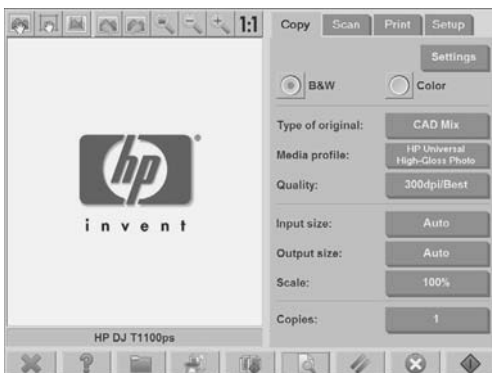 1:1
Copy Scan Print Setup
Settings
B&W Color
Type of original: CAD Mix
Media profile: HP Universal
High-Gloss Photo
Quality: 300dpi/Best
hp
invent
Input size: Auto
Output size: Auto
Scale: 100%
Copies: 1
HP DJ T1100ps
?